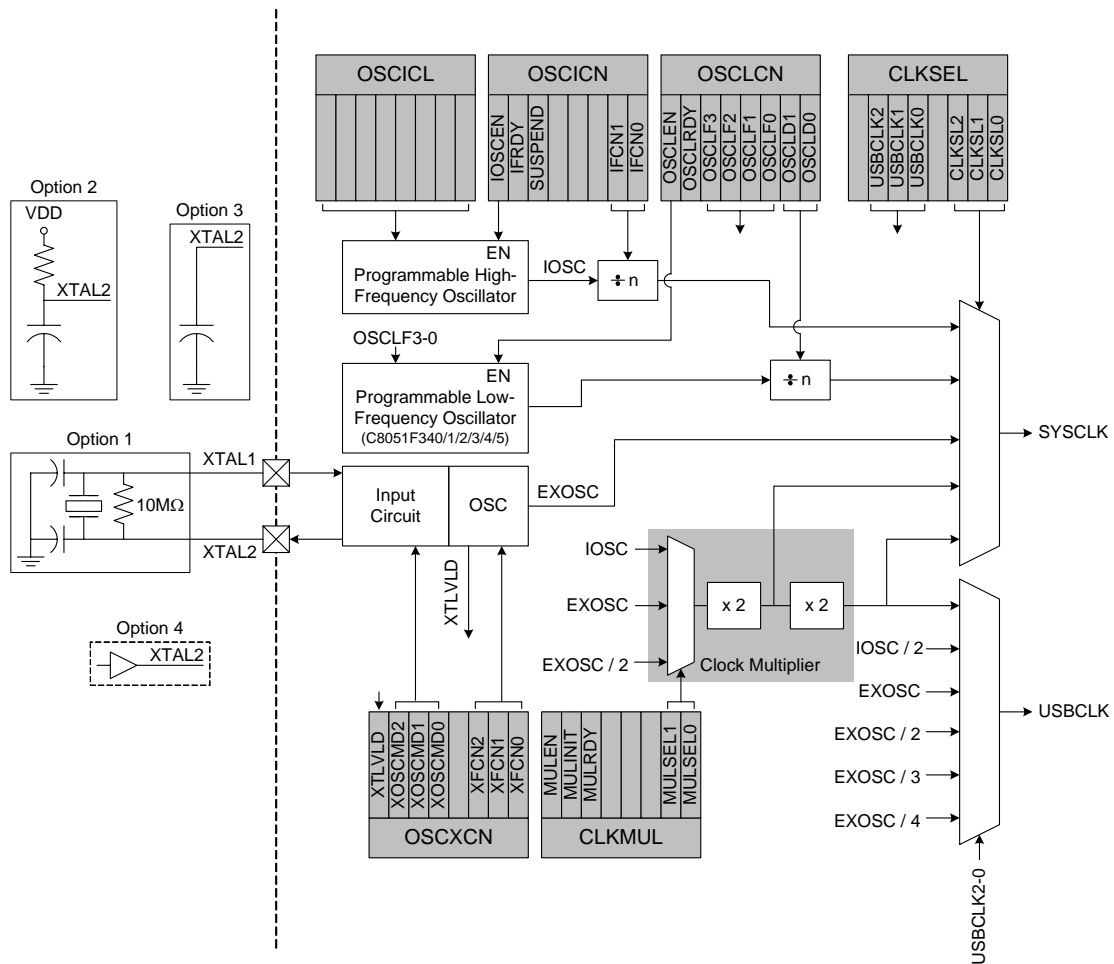 OSCICL
OSCICN
OSCLCN
CLKSEL
IOSCEN
IFRDY
SUSPEND
IFCN1
IFCN0
OSCLEN
OSCLRDY
OSCLF3
OSCLF2
OSCLF1
OSCLF0
OSCLD1
OSCLD0
USBCLK2
USBCLK1
USBCLK0
CLKSL2
CLKSL1
CLKSL0
Option 2
VDD
XTAL2
Option 3
XTAL2
EN
Programmable High-
Frequency Oscillator
IOSC
÷ n
OSCLF3-0
EN
Programmable Low-
Frequency Oscillator
(C8051F340/1/2/3/4/5)
÷ n
SYSCLK
Option 1
10MΩ
XTAL1
XTAL2
Input
Circuit
OSC
EXOSC
XTLVLD
IOSC
EXOSC
EXOSC / 2
x 2
x 2
Clock Multiplier
Option 4
XTAL2
IOSC / 2
EXOSC
EXOSC / 2
EXOSC / 3
EXOSC / 4
USBCLK
USBCLK2-0
XTLVLD
XOSCMD2
XOSCMD1
XOSCMD0
XFCN2
XFCN1
XFCN0
OSCXCN
MULEN
MULINIT
MULRDY
MULSEL1
MULSEL0
CLKMUL